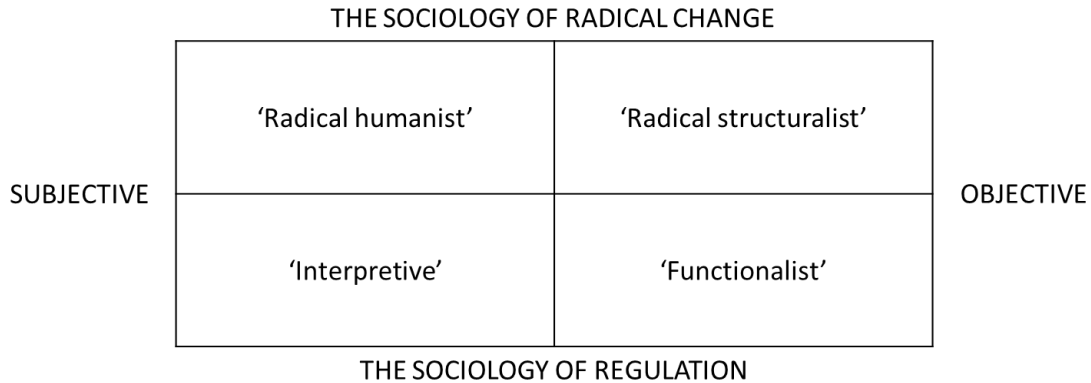 THE SOCIOLOGY OF RADICAL CHANGE
‘Radical humanist’
‘Radical structuralist’
SUBJECTIVE
OBJECTIVE
‘Interpretive’
‘Functionalist’
THE SOCIOLOGY OF REGULATION